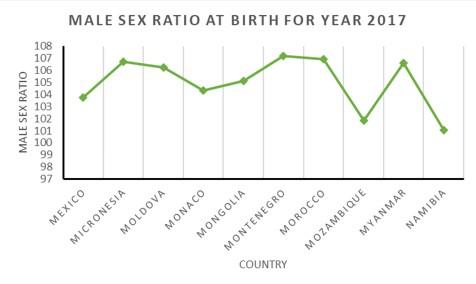 MALE SEX RATIO AT BIRTH FOR YEAR 2017
MALE SEX RATIO
108
107
106
105
104
103
102
101
100
99
98
97
MEXICO
MICRONESIA
MOLDOVA
MONACO
MONGOLIA
MONTENEGRO
MOROCCO
MOZAMBIQUE
MYANMAR
NAMIBIA
COUNTRY